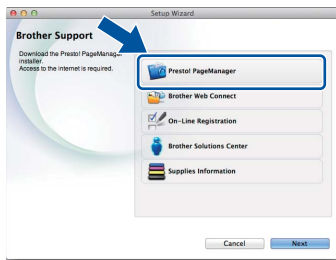 Setup Wizard
Brother Support
Download the Presto! PageManager
installer.
Access to the internet is required.
Presto! PageManager
Brother Web Connect
On-Line Registration
Brother Solutions Center
Supplies Information
Cancel
Next